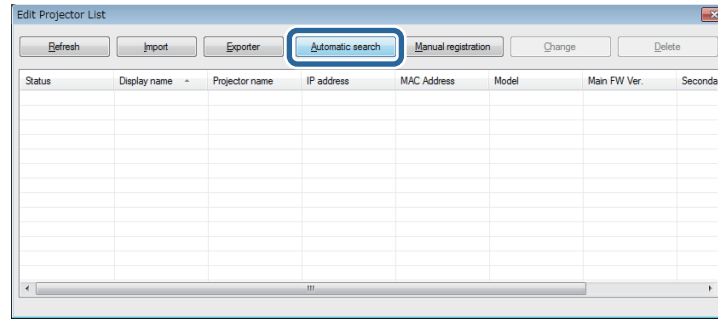 Edit Projector List
Refresh Import Exporter Automatic search Manual registration Change Delete
Status Display name Projector name IP address MAC Address Model Main FW Ver. Seconda